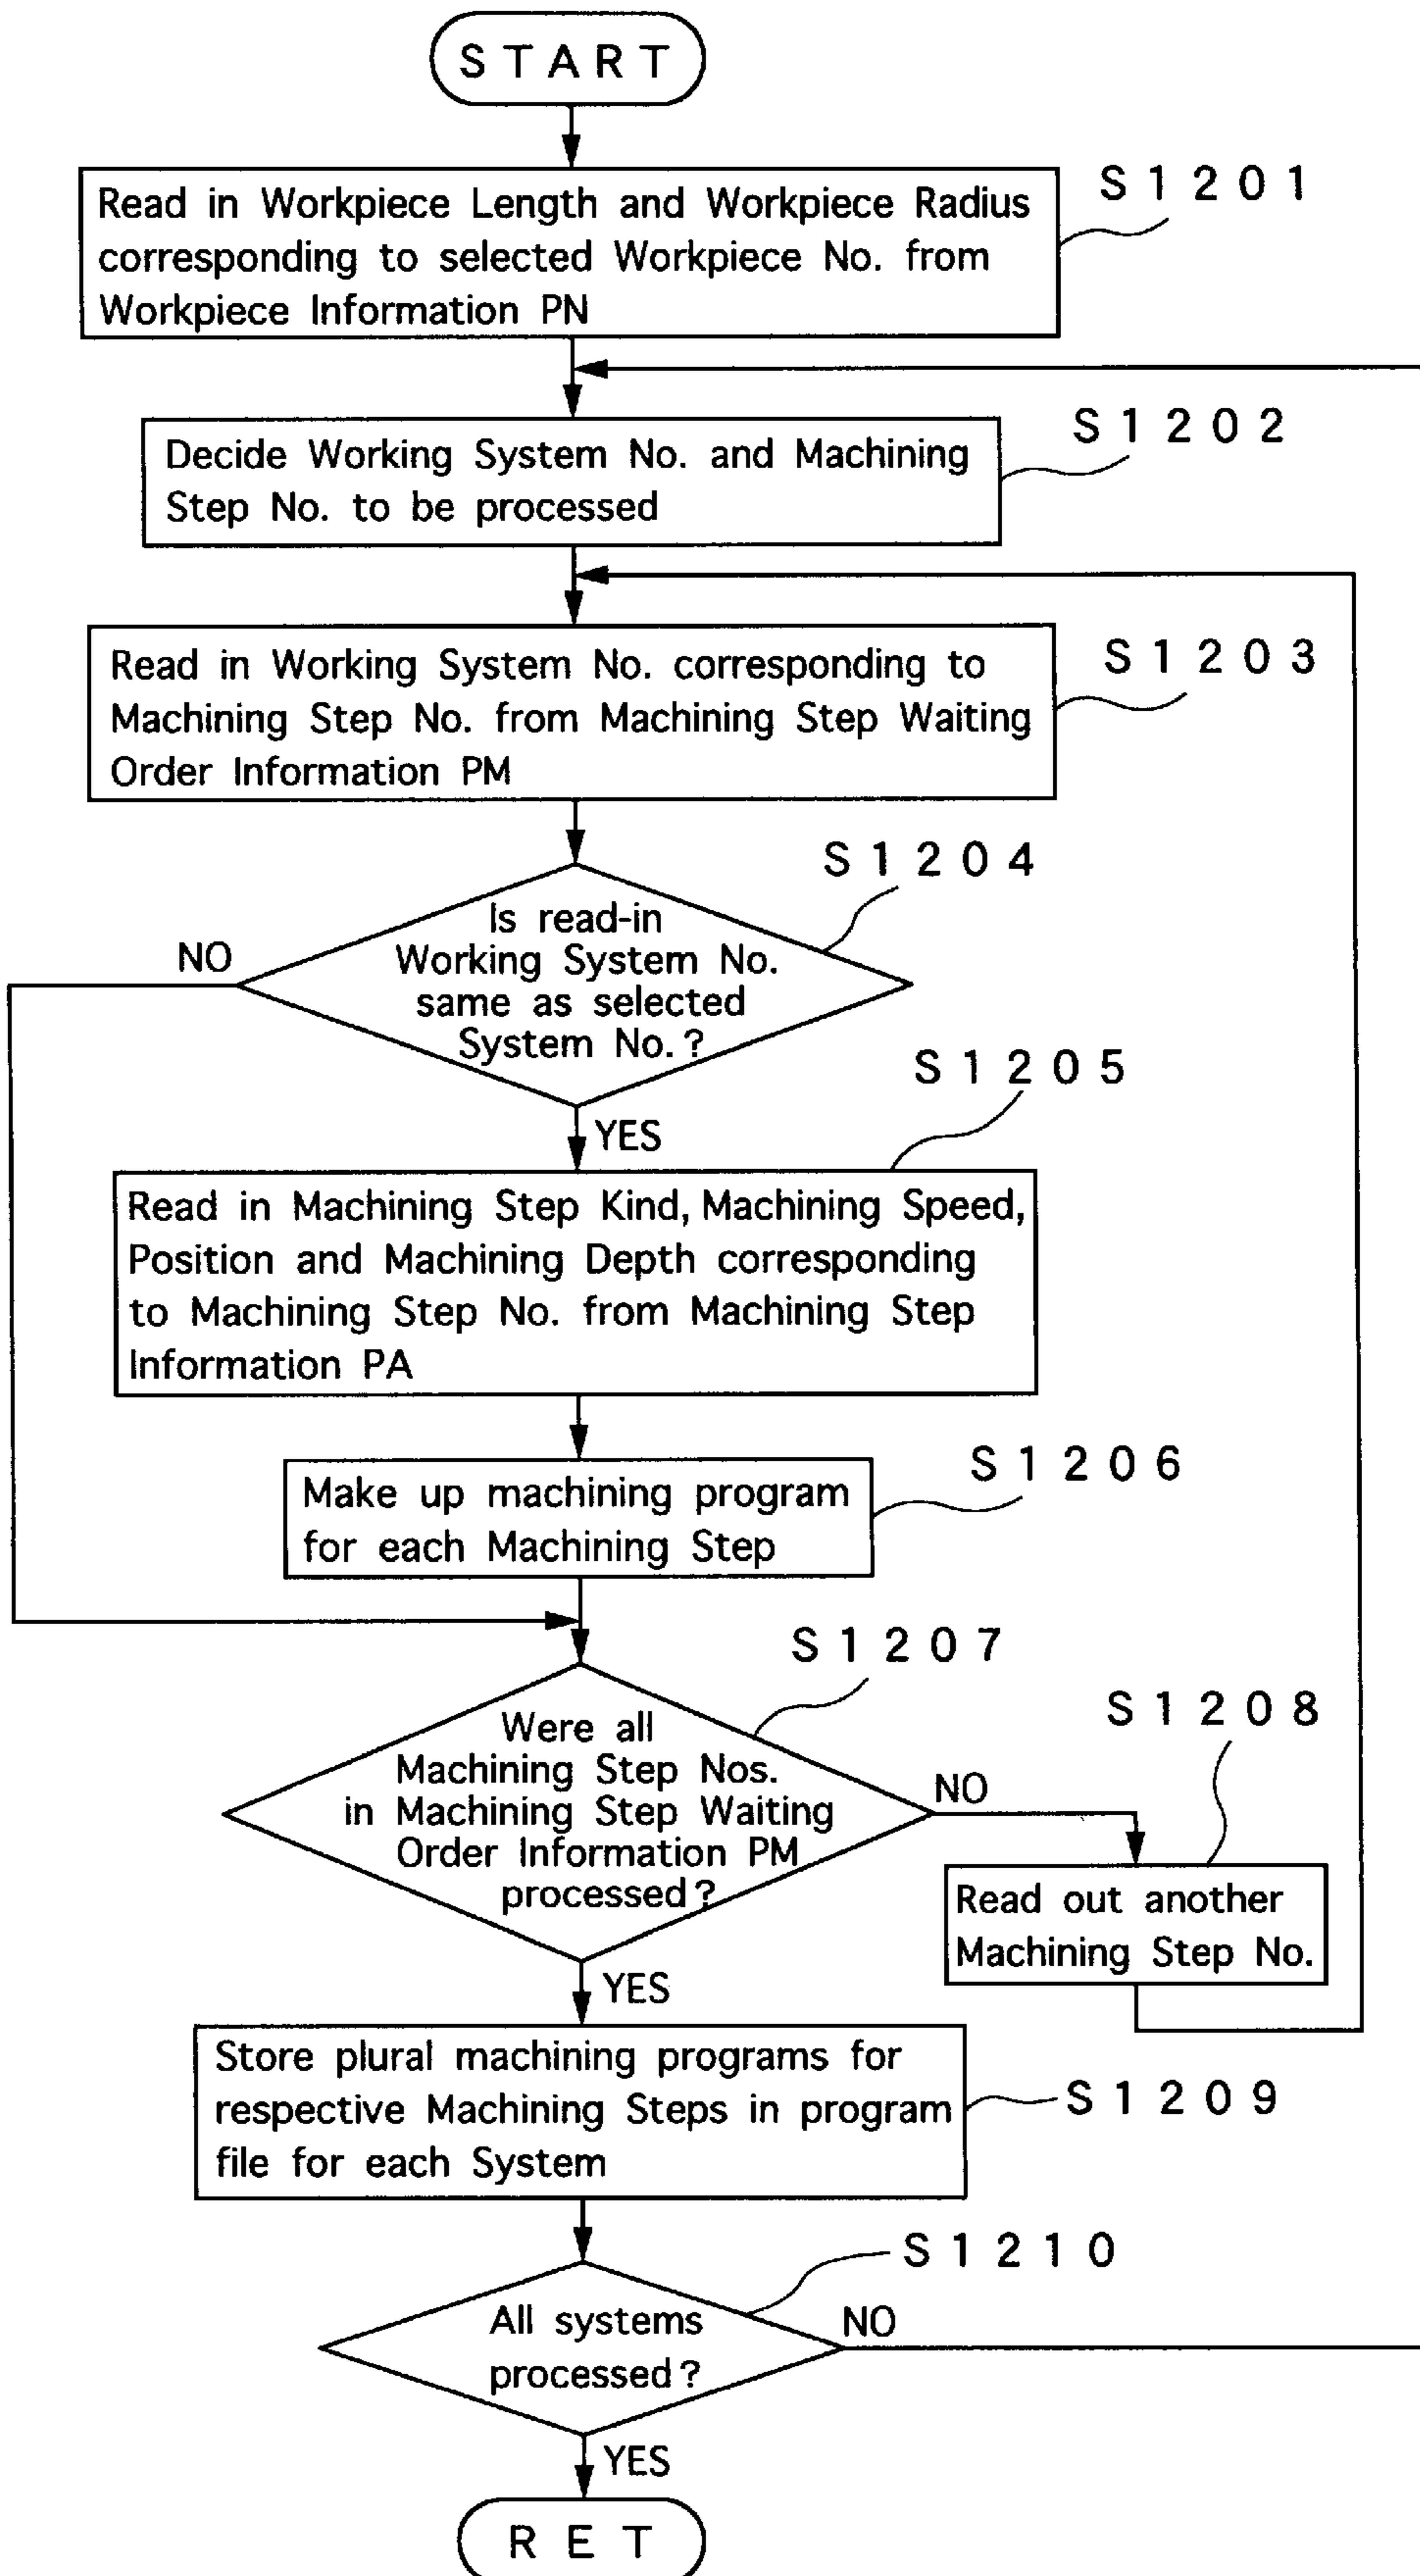 START
Read in Workpiece Length and Workpiece Radius
corresponding to selected Workpiece No. from
Workpiece Information PN
S1201
Decide Working System No. and Machining
Step No. to be processed
S1202
Read in Working System No. corresponding to
Machining Step No. from Machining Step Waiting
Order Information PM
S1203
S1204
Is read-in
Working System No.
same as selected
System No.?
NO
YES
S1205
Read in Machining Step Kind, Machining Speed,
Position and Machining Depth corresponding
to Machining Step No. from Machining Step
Information PA
S1206
Make up machining program
for each Machining Step
S1207
Were all
Machining Step Nos.
in Machining Step Waiting
Order Information PM
processed?
NO
S1208
Read out another
Machining Step No.
YES
Store plural machining programs for
respective Machining Steps in program
file for each System
S1209
S1210
All systems
processed?
NO
YES
RET